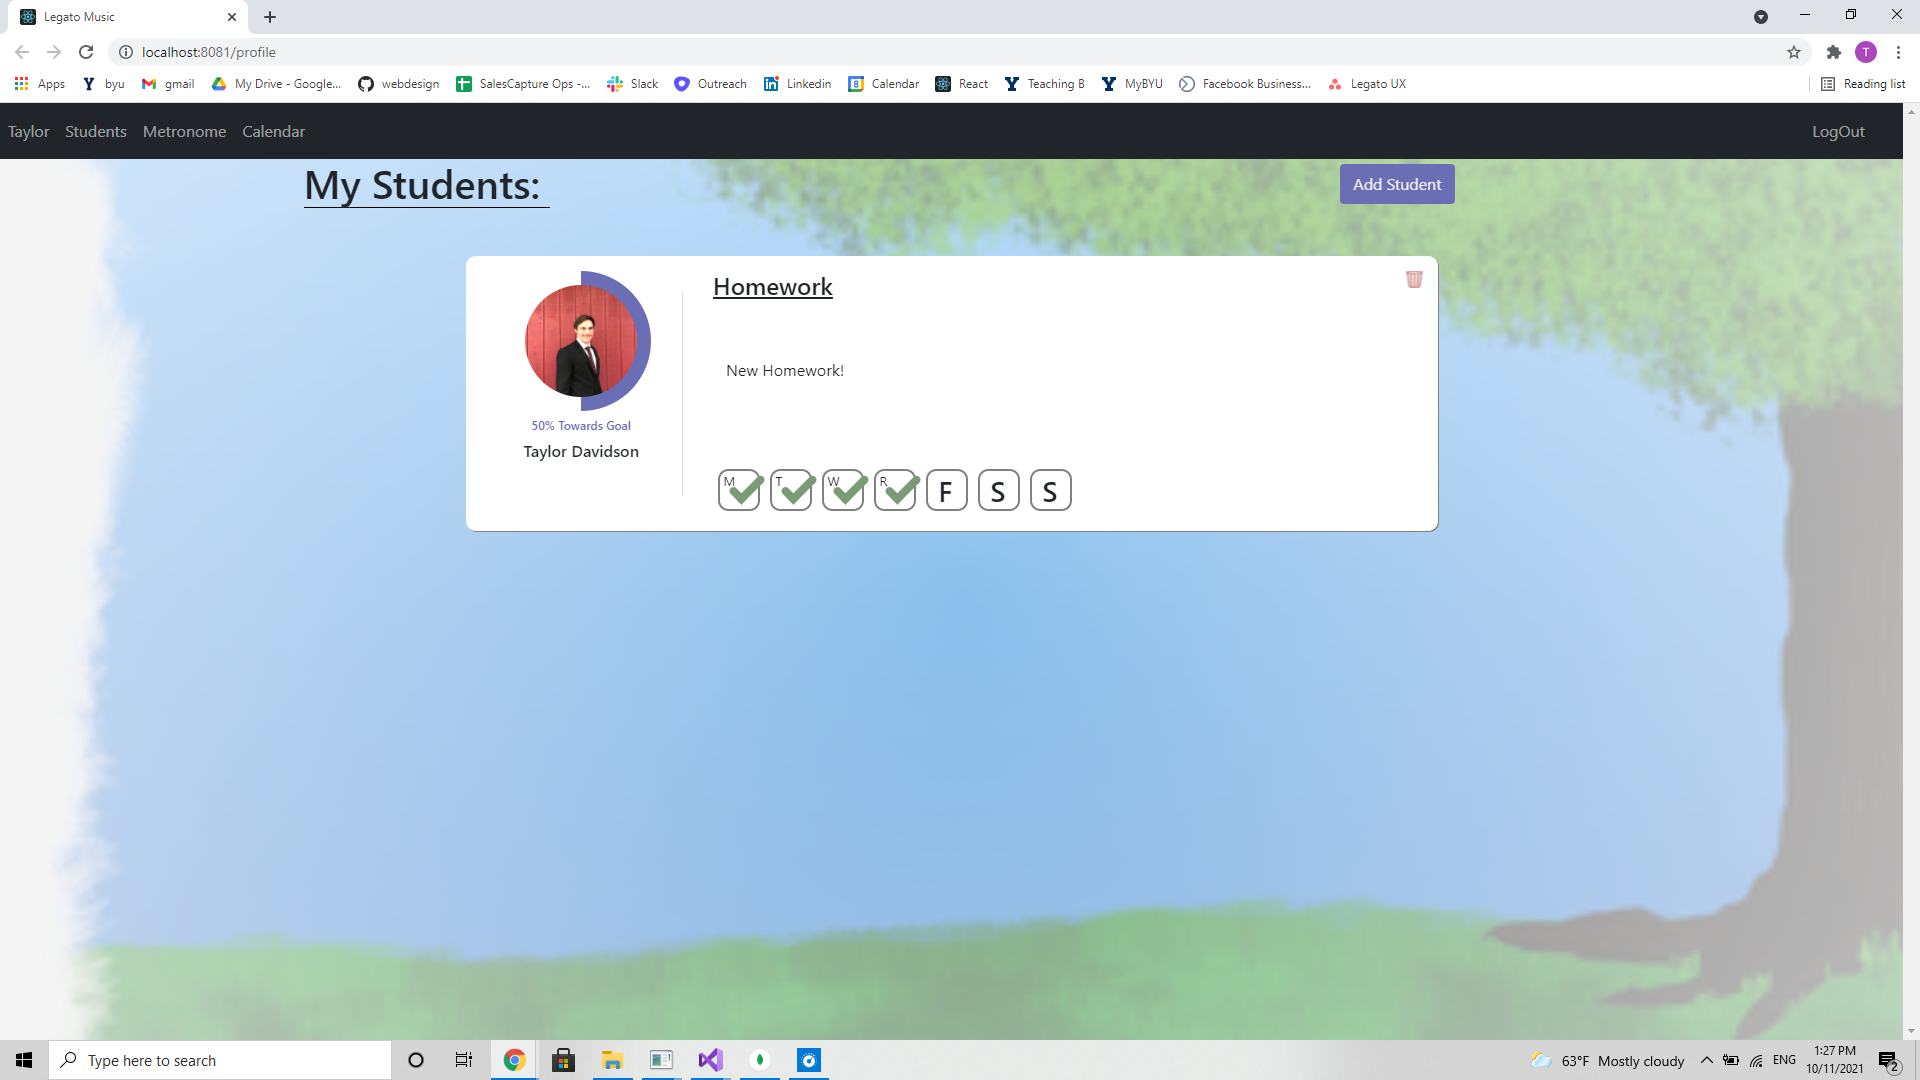 Legato Music
localhost:8081/profile
T
Apps byu gmail My Drive - Google... webdesign SalesCapture Ops -... Slack Outreach Linkedin 8 Calendar React Teaching B MyBYU Facebook Business... Legato UX Reading list
Taylor Students Metronome Calendar LogOut
My Students:
Add Student
Homework
New Homework!
50% Towards Goal
Taylor Davidson
M T W R F S S
Type here to search
63°F Mostly cloudy
ENG
1:27 PM
10/11/2021
2